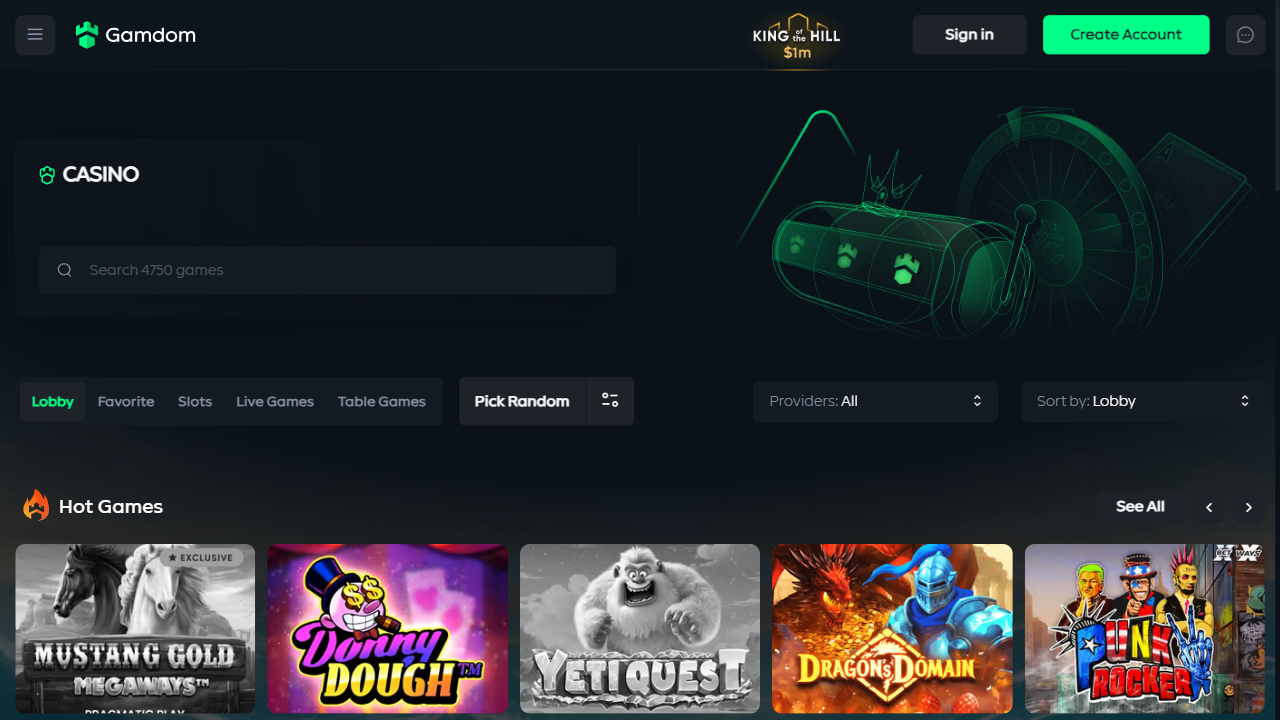 Gamdom
KING of the HILL
$1m
Sign in
Create Account
CASINO
Search 4750 games
Lobby
Favorite
Slots
Live Games
Table Games
Pick Random
Providers: All
Sort by: Lobby
Hot Games
See All
EXCLUSIVE
MUSTANG GOLD
MEGAWAYS™
PRAGMATIC PLAY
Donny
DOUGH™
YETI QUEST
DRAGON'S DOMAIN
PUNK
ROCKER